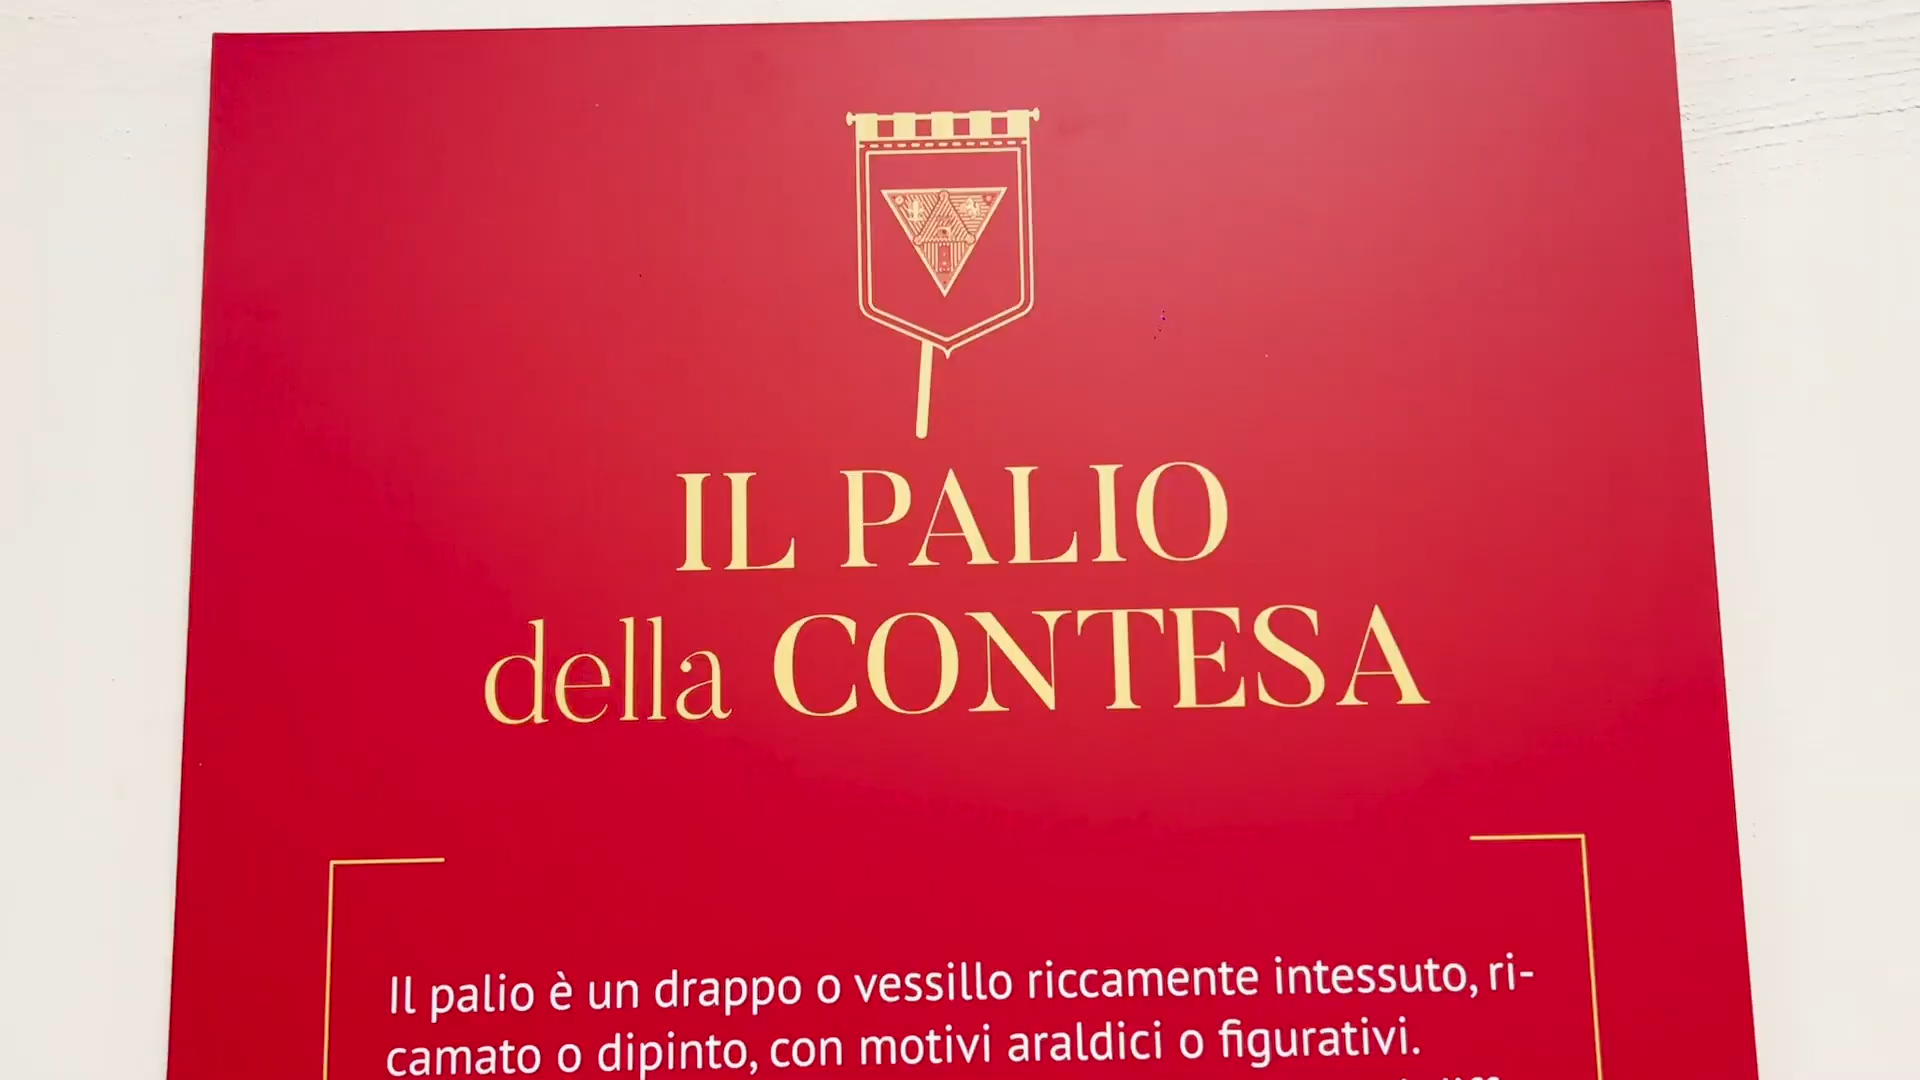 IL PALIO
della CONTESA
Il palio è un drappo o vessillo riccamente intessuto, ri-
camato o dipinto, con motivi araldici o figurativi.